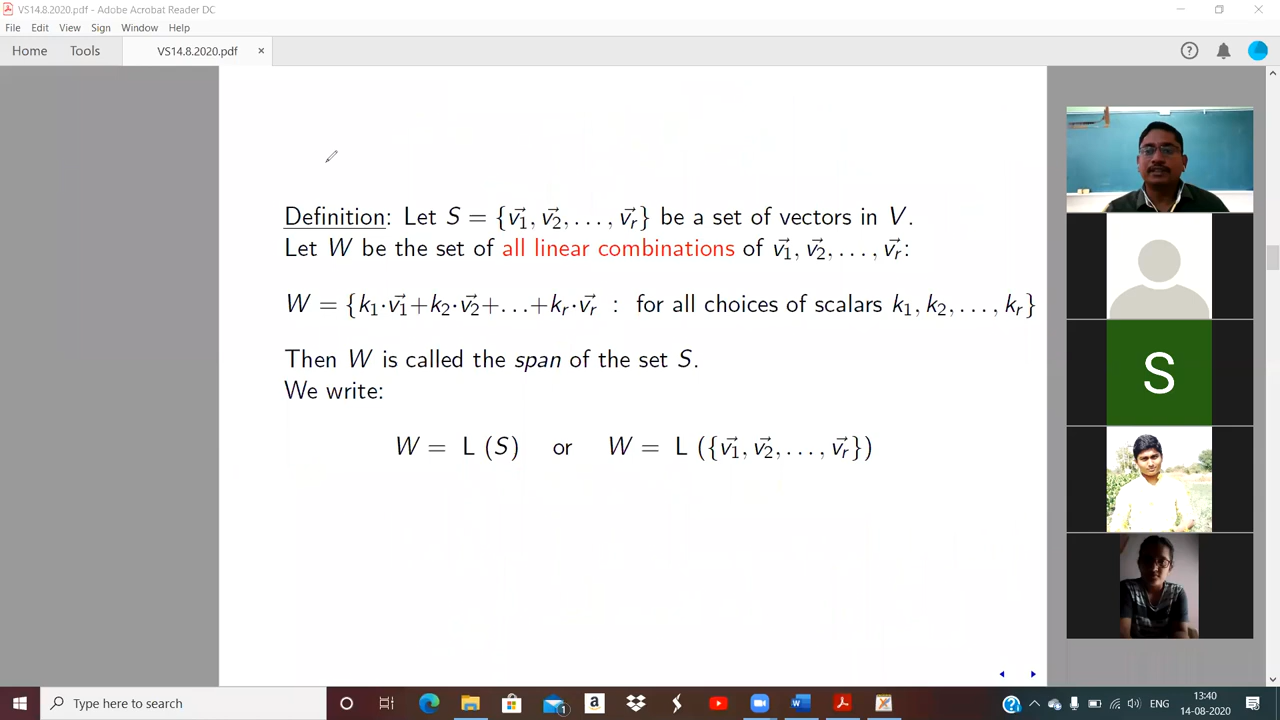 VS14.8.2020.pdf - Adobe Acrobat Reader DC
File Edit View Sign Window Help
Home Tools VS14.8.2020.pdf ×
Definition: Let S = {v⃗1, v⃗2, . . . , v⃗r} be a set of vectors in V.
Let W be the set of all linear combinations of v⃗1, v⃗2, . . . , v⃗r:
W = {k1·v⃗1+k2·v⃗2+. . .+kr·v⃗r : for all choices of scalars k1, k2, . . . , kr}
Then W is called the span of the set S.
We write:
W = L (S) or W = L ({v⃗1, v⃗2, . . . , v⃗r})
S
Type here to search
1
a
W
ENG
13:40
14-08-2020